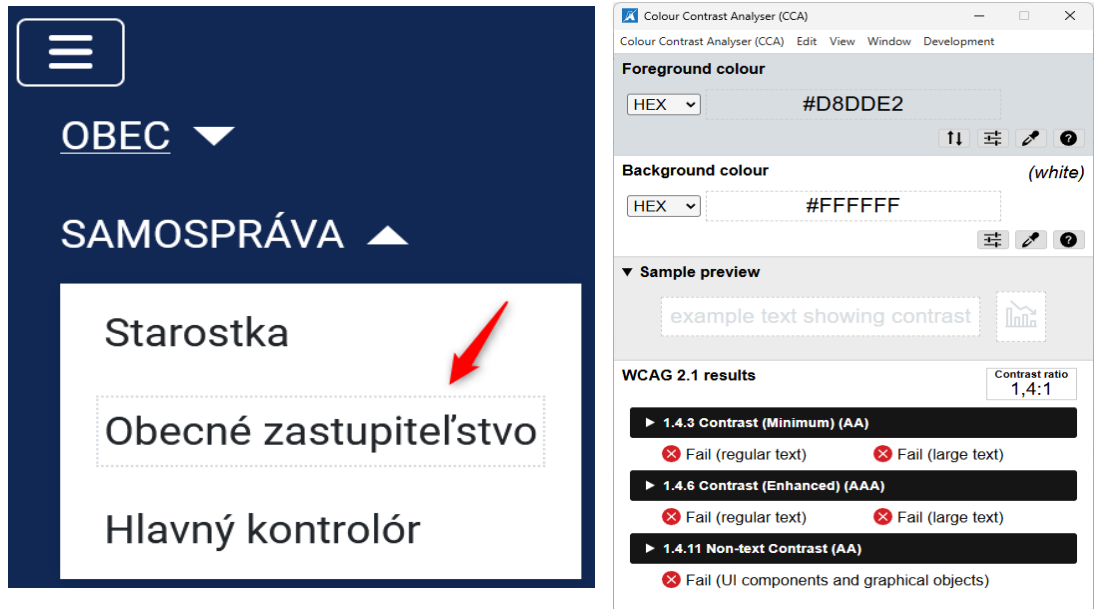 OBEC
SAMOSPRÁVA
Starostka
Obecné zastupiteľstvo
Hlavný kontrolór
Colour Contrast Analyser (CCA)
Colour Contrast Analyser (CCA) Edit View Window Development
Foreground colour
HEX #D8DDE2
Background colour (white)
HEX #FFFFFF
Sample preview
example text showing contrast
WCAG 2.1 results
Contrast ratio
1,4:1
1.4.3 Contrast (Minimum) (AA)
Fail (regular text) Fail (large text)
1.4.6 Contrast (Enhanced) (AAA)
Fail (regular text) Fail (large text)
1.4.11 Non-text Contrast (AA)
Fail (UI components and graphical objects)